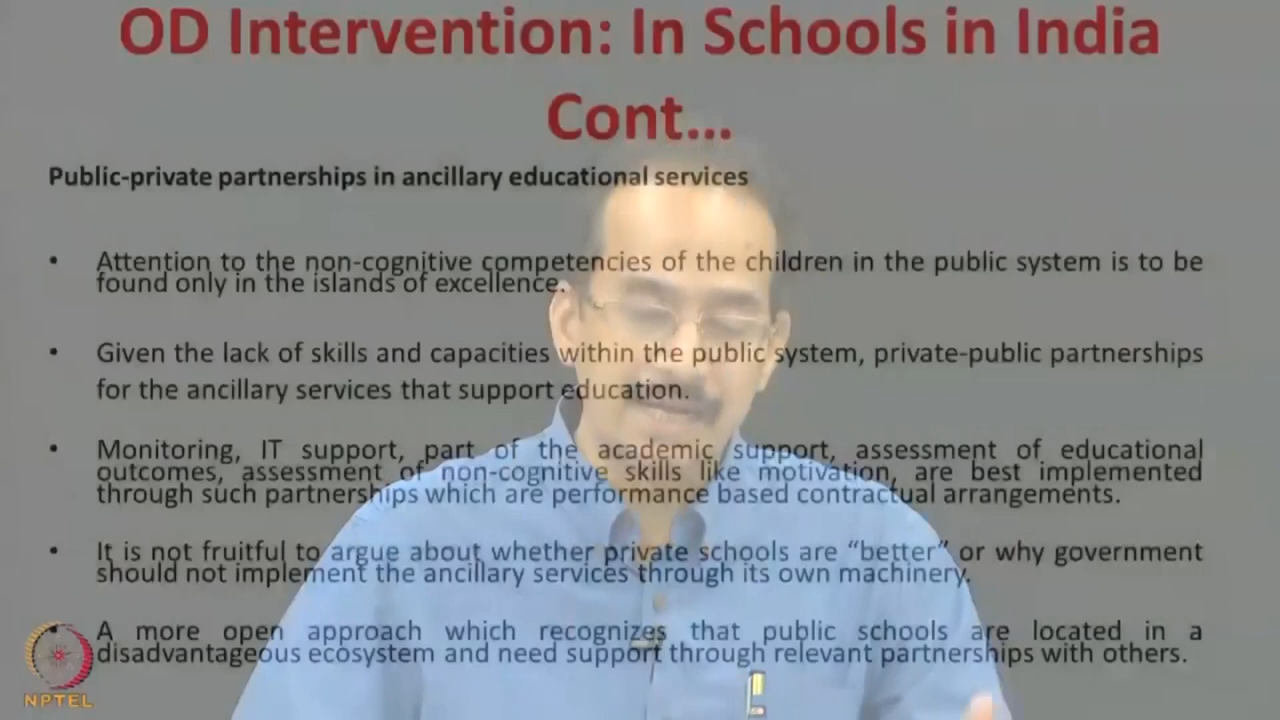 OD Intervention: In Schools in India
Cont...
Public-private partnerships in ancillary educational services
• Attention to the non-cognitive competencies of the children in the public system is to be
found only in the islands of excellence.
• Given the lack of skills and capacities within the public system, private-public partnerships
for the ancillary services that support education.
• Monitoring, IT support, part of the academic support, assessment of educational
outcomes, assessment of non-cognitive skills like motivation, are best implemented
through such partnerships which are performance based contractual arrangements.
• It is not fruitful to argue about whether private schools are “better” or why government
should not implement the ancillary services through its own machinery.
• A more open approach which recognizes that public schools are located in a
disadvantageous ecosystem and need support through relevant partnerships with others.
NPTEL